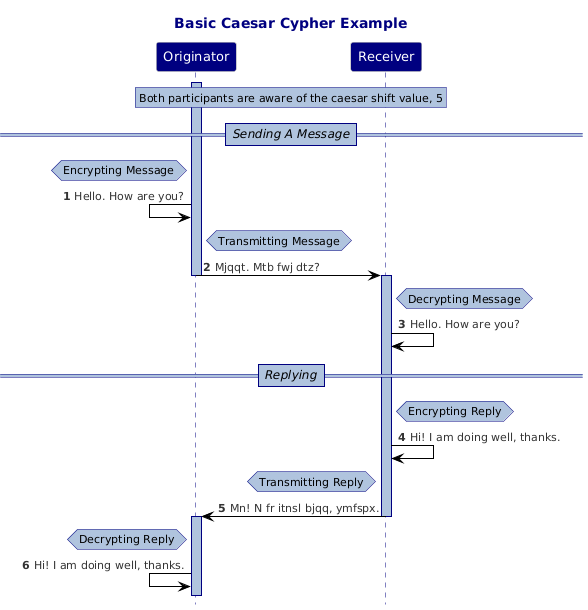 Basic Caesar Cypher Example
Originator
Receiver
Both participants are aware of the caesar shift value, 5
Sending A Message
Encrypting Message
1 Hello. How are you?
Transmitting Message
2 Mjqqt. Mtb fwj dtz?
Decrypting Message
3 Hello. How are you?
Replying
Encrypting Reply
4 Hi! I am doing well, thanks.
Transmitting Reply
5 Mn! N fr itnsl bjqq, ymfspx.
Decrypting Reply
6 Hi! I am doing well, thanks.